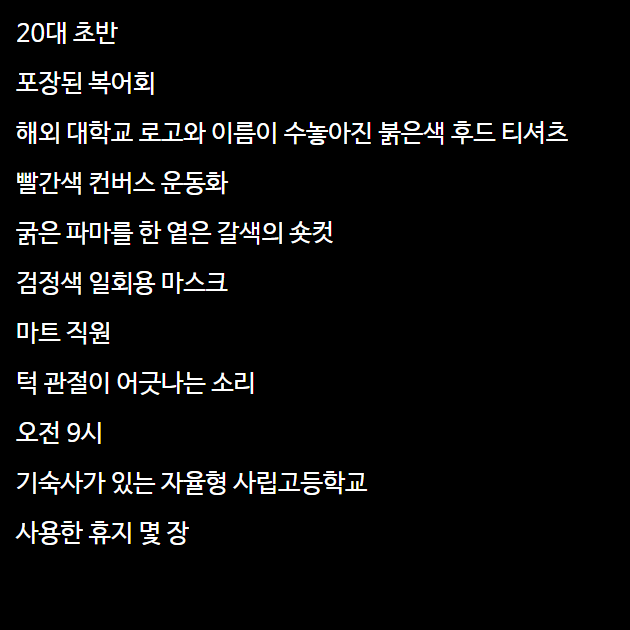 20대 초반
포장된 복어회
해외 대학교 로고와 이름이 수놓아진 붉은색 후드 티셔츠
빨간색 컨버스 운동화
굵은 파마를 한 옅은 갈색의 숏컷
검정색 일회용 마스크
마트 직원
턱 관절이 어긋나는 소리
오전 9시
기숙사가 있는 자율형 사립고등학교
사용한 휴지 몇 장